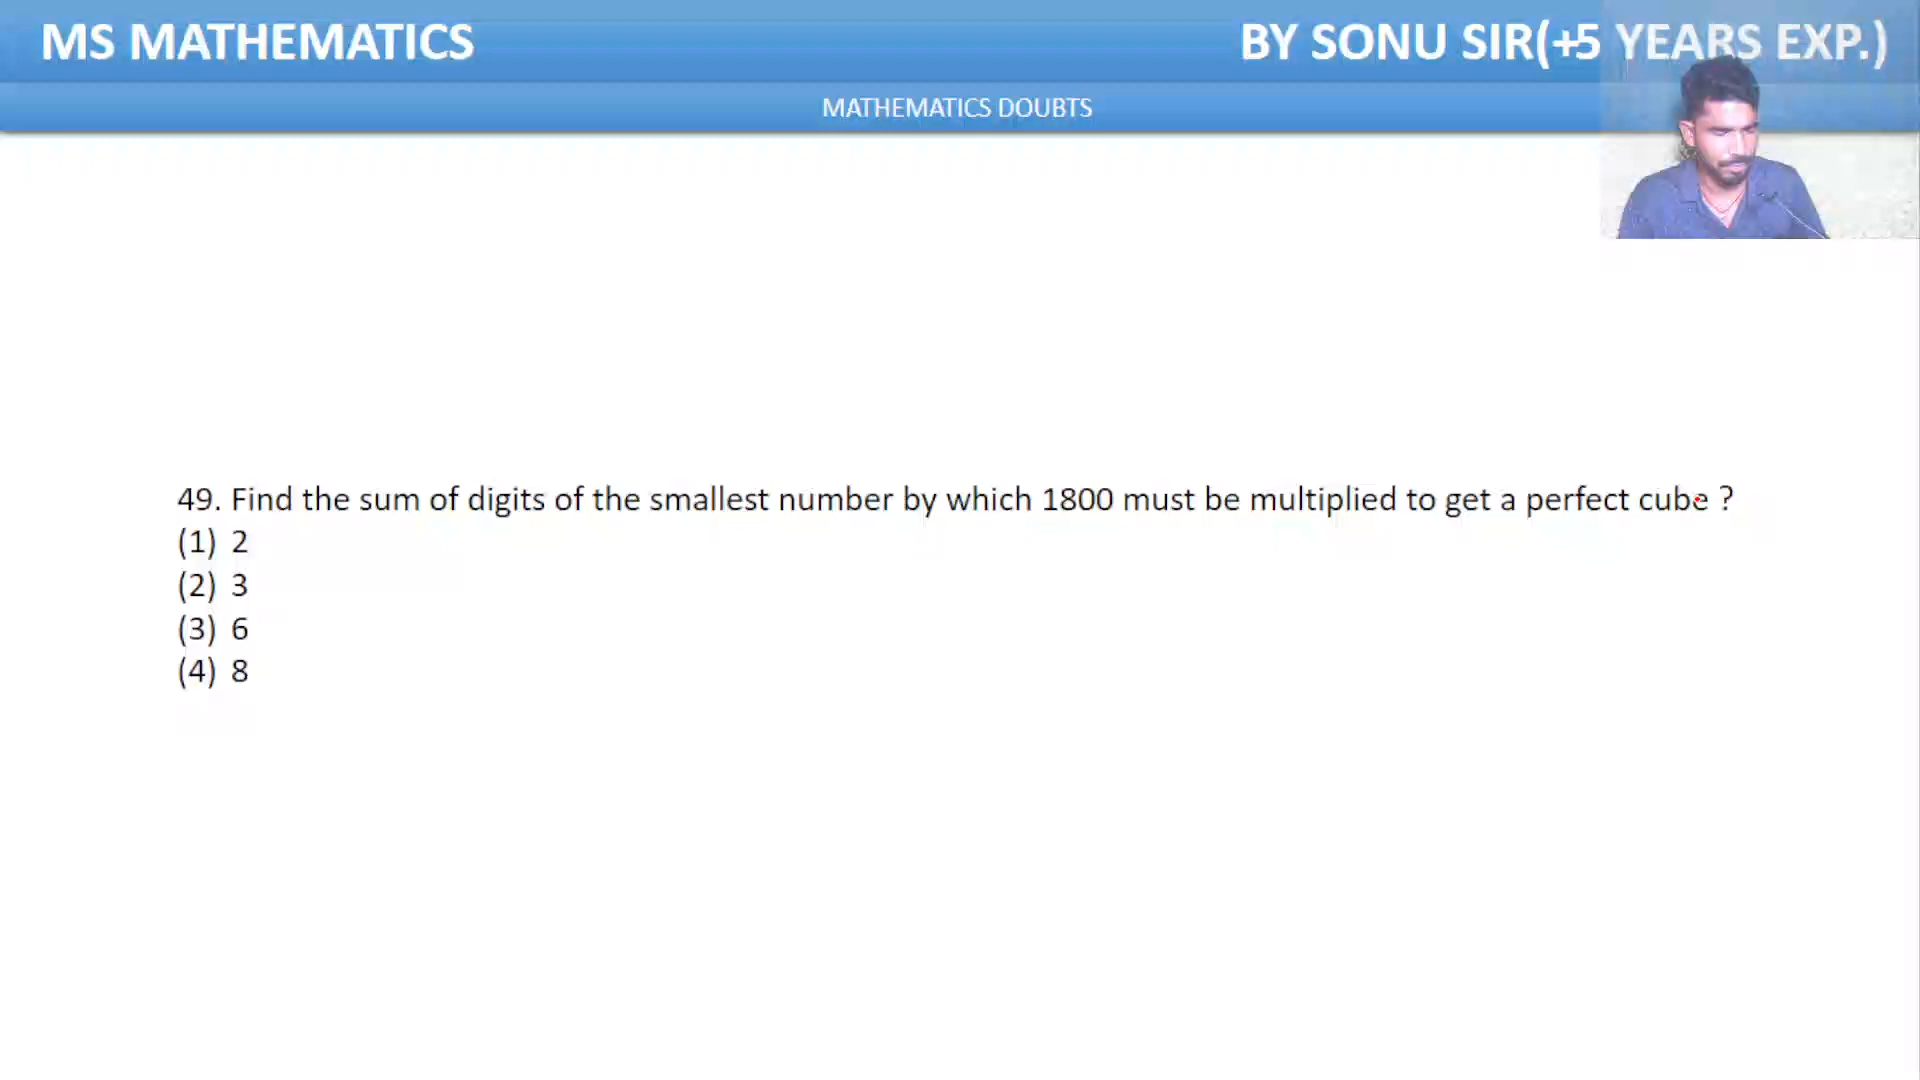 MS MATHEMATICS
BY SONU SIR(+5 YEARS EXP.)
MATHEMATICS DOUBTS
49. Find the sum of digits of the smallest number by which 1800 must be multiplied to get a perfect cube ?
(1) 2
(2) 3
(3) 6
(4) 8